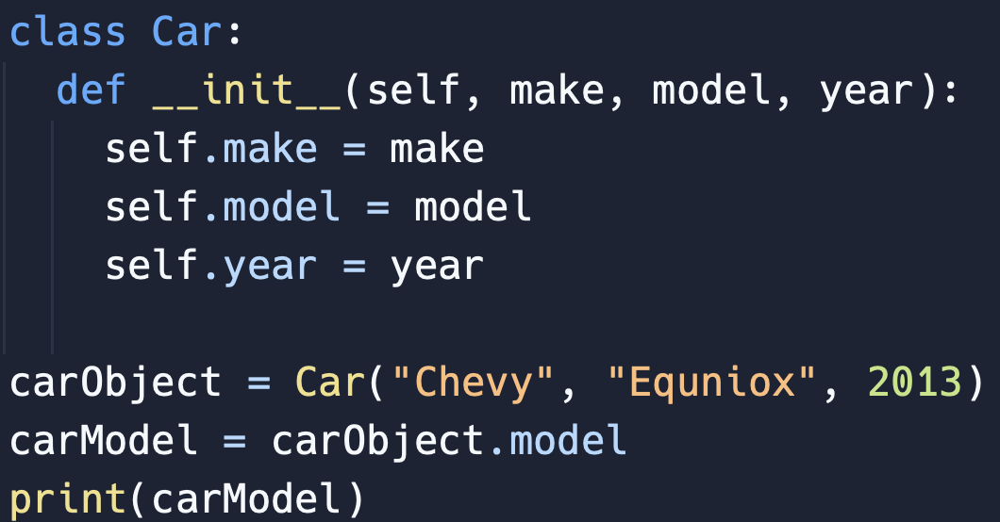 class Car:
  def __init__(self, make, model, year):
    self.make = make
    self.model = model
    self.year = year

carObject = Car("Chevy", "Equniox", 2013)
carModel = carObject.model
print(carModel)